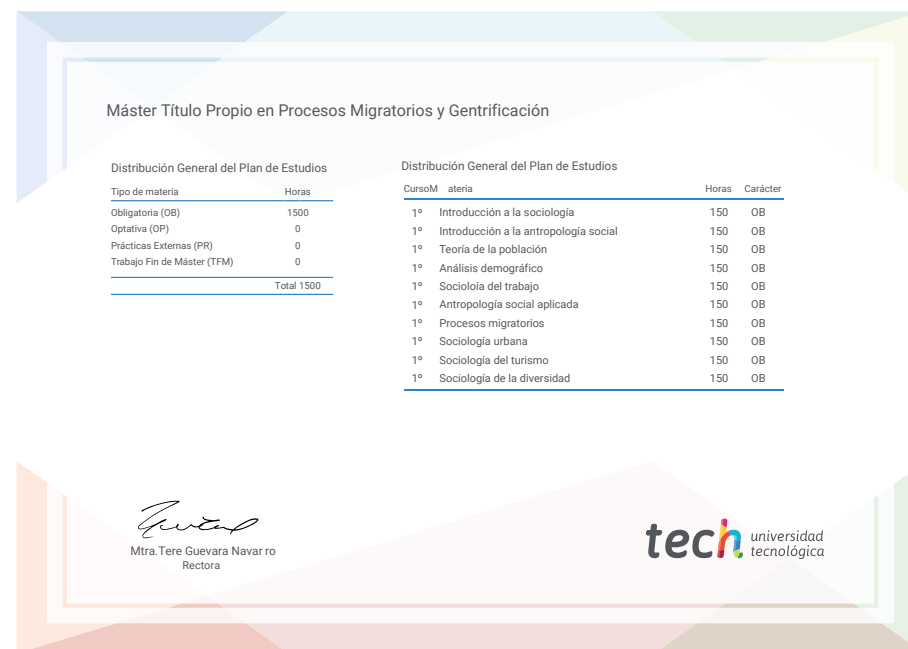 Máster Título Propio en Procesos Migratorios y Gentrificación
Distribución General del Plan de Estudios
Tipo de materia Horas
Obligatoria (OB) 1500
Optativa (OP) 0
Prácticas Externas (PR) 0
Trabajo Fin de Máster (TFM) 0
Total 1500
Distribución General del Plan de Estudios
CursoM ateria Horas Carácter
1º Introducción a la sociología 150 OB
1º Introducción a la antropología social 150 OB
1º Teoría de la población 150 OB
1º Análisis demográfico 150 OB
1º Socioloía del trabajo 150 OB
1º Antropología social aplicada 150 OB
1º Procesos migratorios 150 OB
1º Sociología urbana 150 OB
1º Sociología del turismo 150 OB
1º Sociología de la diversidad 150 OB
Mtra.Tere Guevara Navar ro
Rectora
tech universidad
tecnológica